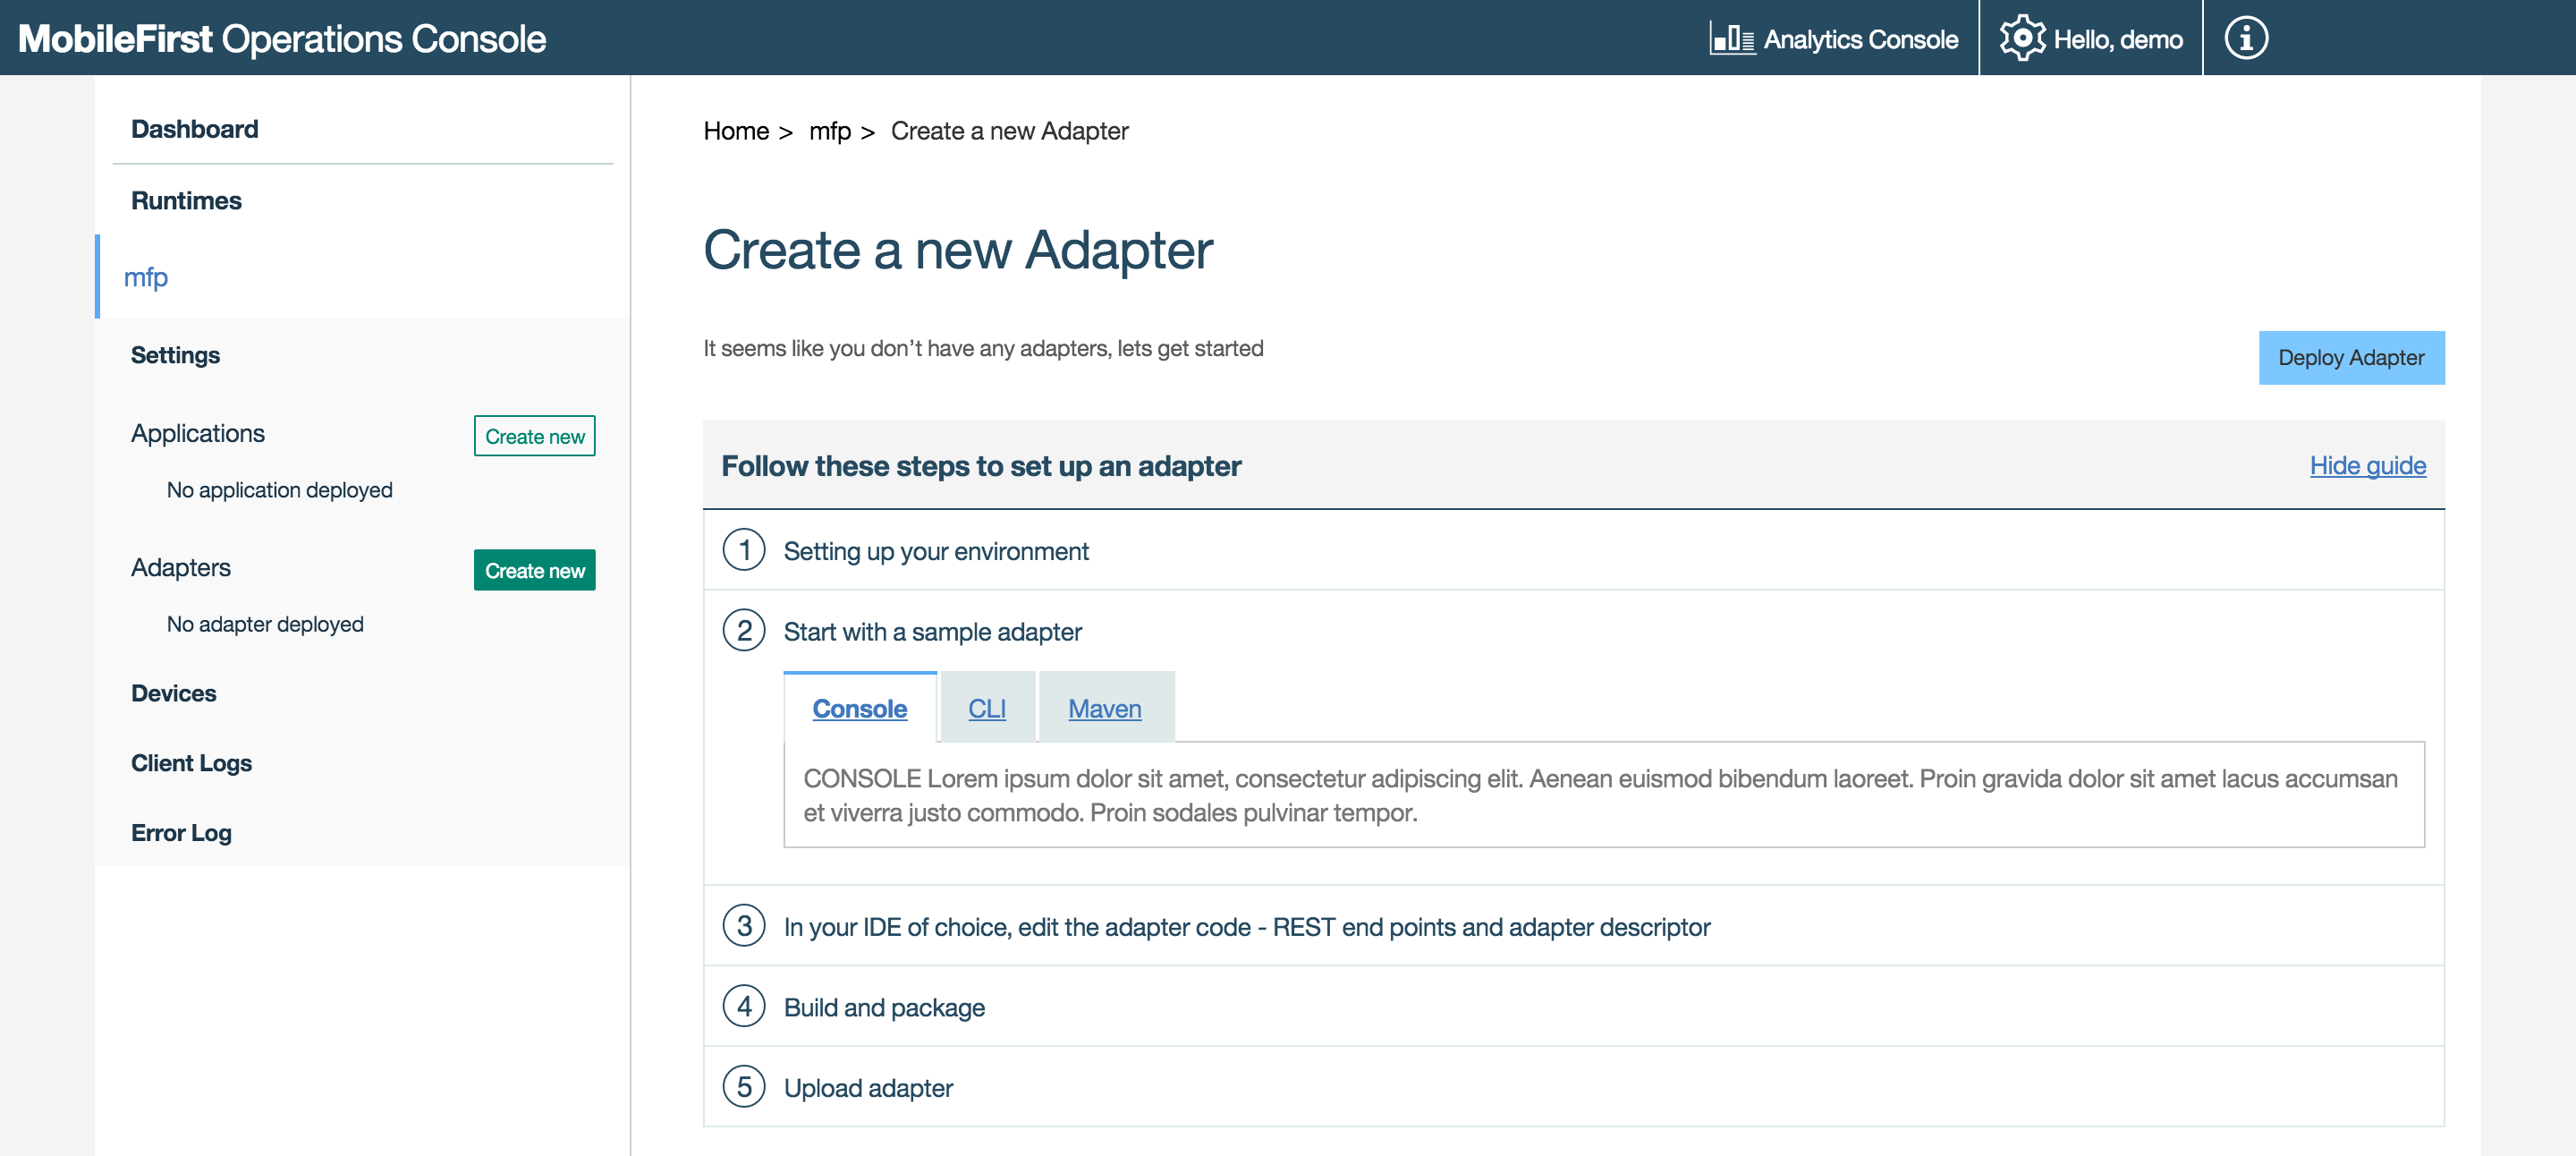 MobileFirst Operations Console
Analytics Console
Hello, demo
Dashboard
Runtimes
mfp
Settings
Applications
Create new
No application deployed
Adapters
Create new
No adapter deployed
Devices
Client Logs
Error Log
Home > mfp > Create a new Adapter
Create a new Adapter
It seems like you don't have any adapters, lets get started
Deploy Adapter
Follow these steps to set up an adapter
Hide guide
1 Setting up your environment
2 Start with a sample adapter
Console
CLI
Maven
CONSOLE Lorem ipsum dolor sit amet, consectetur adipiscing elit. Aenean euismod bibendum laoreet. Proin gravida dolor sit amet lacus accumsan
et viverra justo commodo. Proin sodales pulvinar tempor.
3 In your IDE of choice, edit the adapter code - REST end points and adapter descriptor
4 Build and package
5 Upload adapter